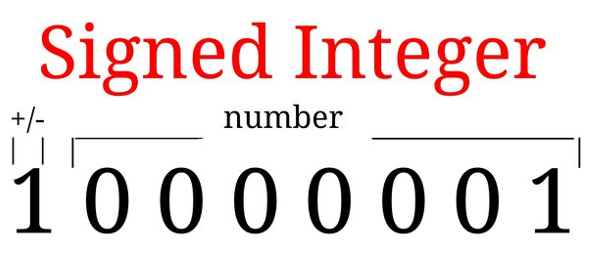 Signed Integer
+/- number
1 0 0 0 0 0 0 1